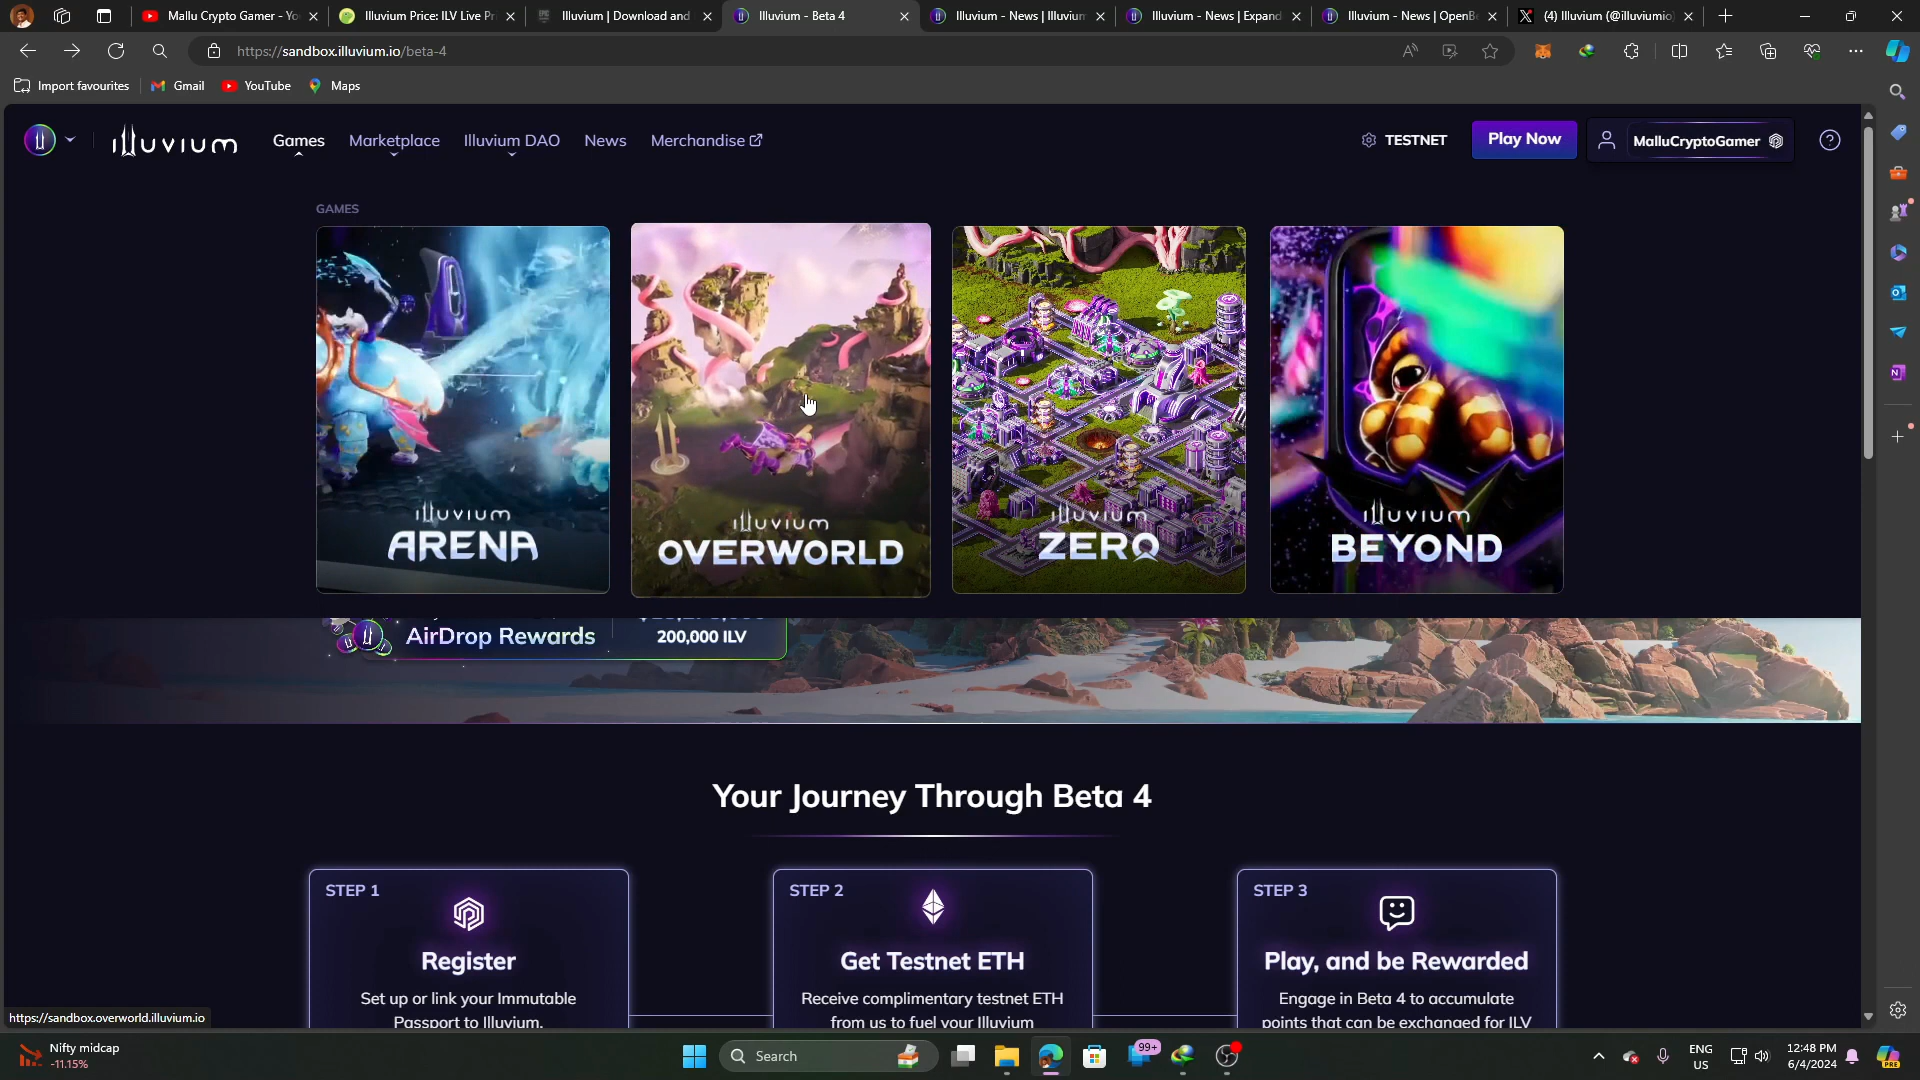 Mallu Crypto Gamer - Yo
Illuvium Price: ILV Live Pri
Illuvium | Download and
Illuvium - Beta 4
Illuvium - News | Illuvium
Illuvium - News | Expand
Illuvium - News | OpenBe
(4) Illuvium (@illuviumio)
https://sandbox.illuvium.io/beta-4
Import favourites
Gmail
YouTube
Maps
illuvium
Games
Marketplace
Illuvium DAO
News
Merchandise
TESTNET
Play Now
MalluCryptoGamer
GAMES
illuvium
ARENA
illuvium
OVERWORLD
illuvium
ZERO
illuvium
BEYOND
AirDrop Rewards
200,000 ILV
Your Journey Through Beta 4
STEP 1
Register
Set up or link your Immutable
Passport to Illuvium.
STEP 2
Get Testnet ETH
Receive complimentary testnet ETH
from us to fuel your Illuvium
STEP 3
Play, and be Rewarded
Engage in Beta 4 to accumulate
points that can be exchanged for ILV
https://sandbox.overworld.illuvium.io
Nifty midcap
-11.15%
Search
99+
ENG
US
12:48 PM
6/4/2024
PRE